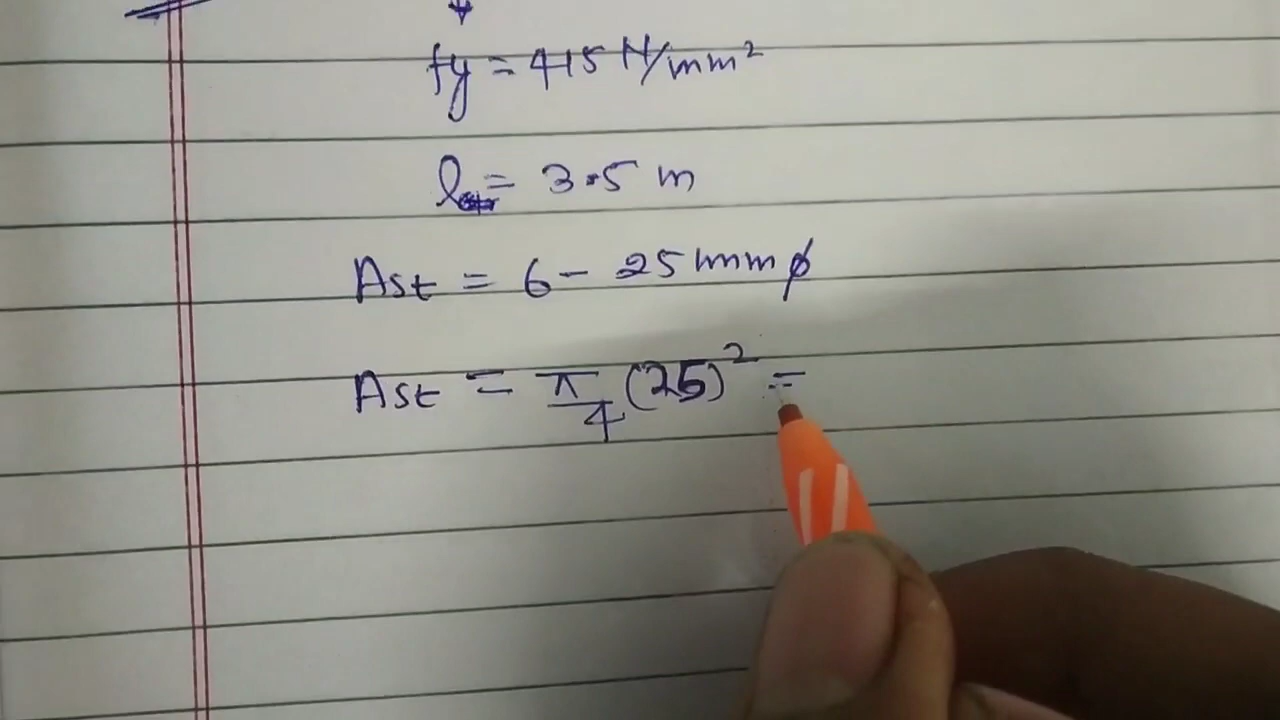 fy = 415 N/mm²
l = 3.5 m
Ast = 6 - 25 mm ϕ
Ast = π/4 (25)² =